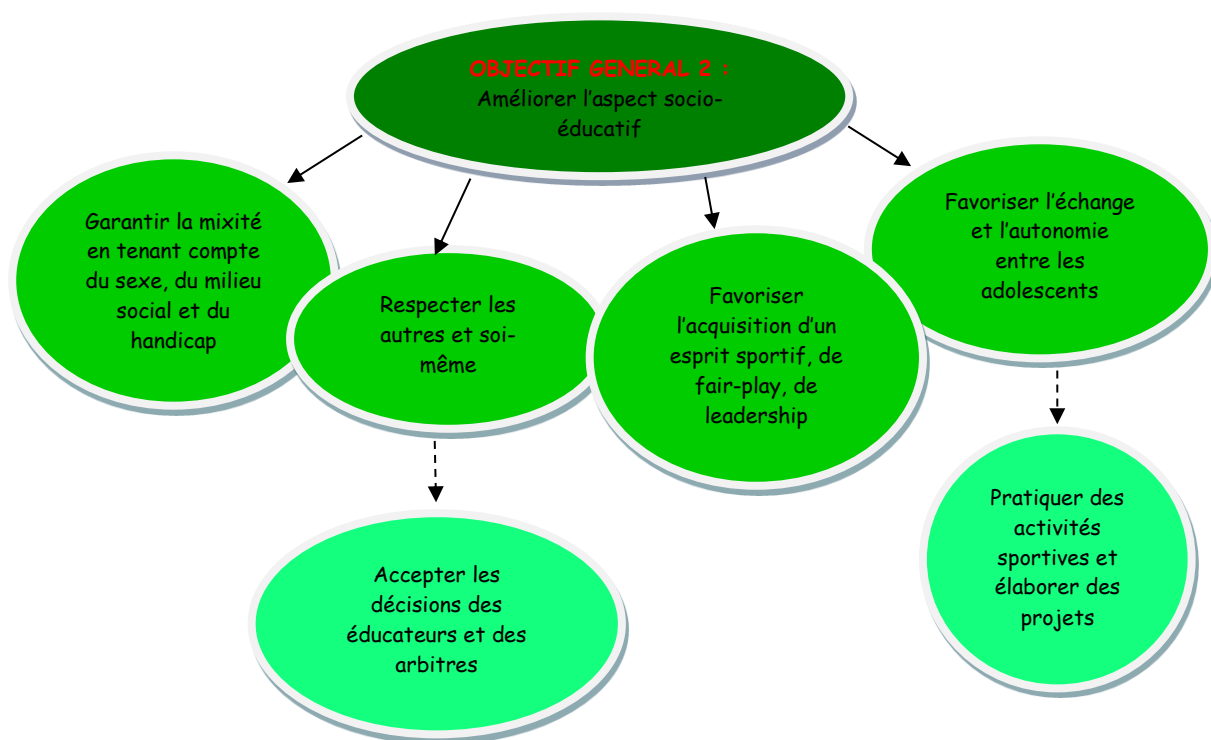 OBJECTIF GENERAL 2 :
Améliorer l'aspect socio-
éducatif
Garantir la mixité
en tenant compte
du sexe, du milieu
social et du
handicap
Respecter les
autres et soi-
même
Favoriser
l'acquisition d'un
esprit sportif, de
fair-play, de
leadership
Favoriser l'échange
et l'autonomie
entre les
adolescents
Accepter les
décisions des
éducateurs et des
arbitres
Pratiquer des
activités
sportives et
élaborer des
projets